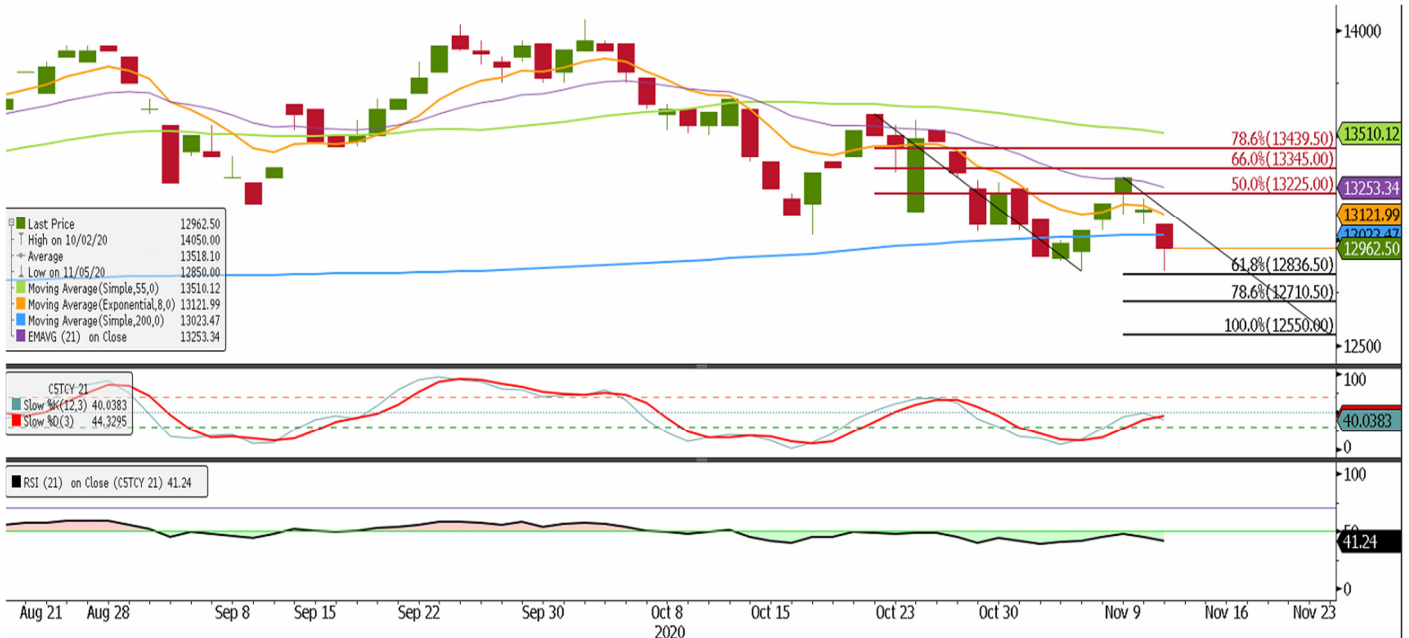 14000
13510.12
78.6%(13439.50)
66.0%(13345.00)
50.0%(13225.00)
13253.34
13121.99
13023.47
12962.50
61.8%(12836.50)
78.6%(12710.50)
100.0%(12550.00)
12500
Last Price 12962.50
High on 10/02/20 14050.00
Average 13518.10
Low on 11/05/20 12850.00
Moving Average(Simple,55,0) 13510.12
Moving Average(Exponential,8,0) 13121.99
Moving Average(Simple,200,0) 13023.47
EMAVG (21) on Close 13253.34
100
C5TCY 21
Slow %K(12,3) 40.0383
Slow %D(3) 44.3295
40.0383
0
100
RSI (21) on Close (C5TCY 21) 41.24
50
41.24
0
Aug 21 Aug 28 Sep 8 Sep 15 Sep 22 Sep 30 Oct 8 Oct 15 Oct 23 Oct 30 Nov 9 Nov 16 Nov 23
2020